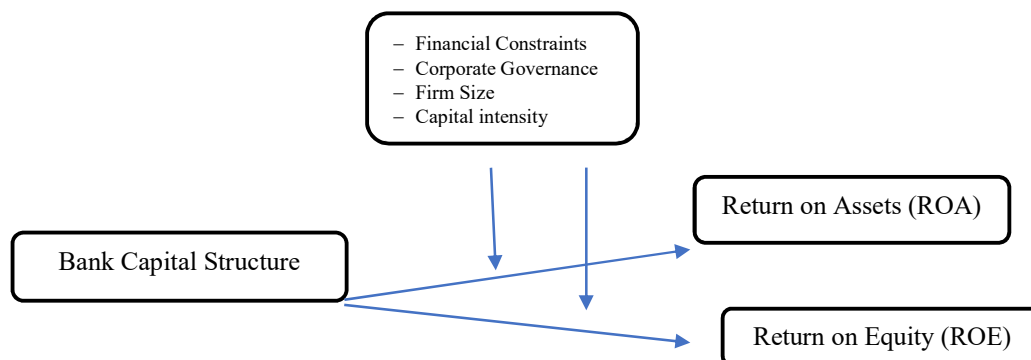 – Financial Constraints
– Corporate Governance
– Firm Size
– Capital intensity
Return on Assets (ROA)
Bank Capital Structure
Return on Equity (ROE)